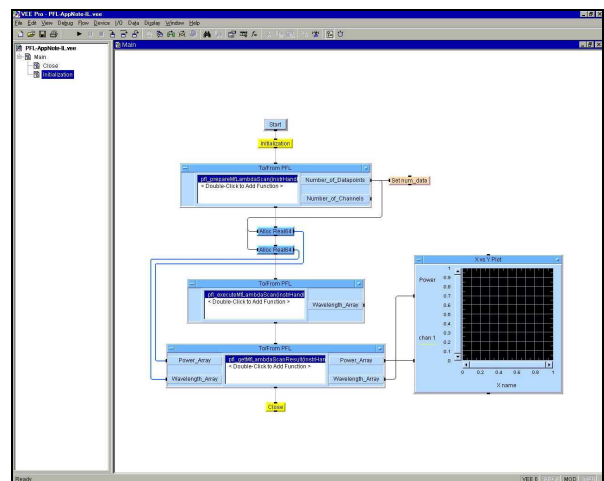 VEE Pro - PFL-AppNote-IL.vee
File Edit View Debug Flow Device I/O Data Display Window Help
PFL-AppNote-IL.vee
Main
Close
Initialization
Main
Start
Initialization
To/From PFL
pfl_prepareMfLambdaScan(instrHand
< Double-Click to Add Function >
Number_of_Datapoints
Number_of_Channels
Set num_data
Alloc Real64
Alloc Real64
To/From PFL
pfl_executeMfLambdaScan(instrHandl
< Double-Click to Add Function >
Wavelength_Array
To/From PFL
Power_Array
Wavelength_Array
pfl_getMfLambdaScanResult(instrHan
< Double-Click to Add Function >
Power_Array
Wavelength_Array
Close
X vs Y Plot
Power
chan 1
1
0.9
0.8
0.7
0.6
0.5
0.4
0.3
0.2
0.1
0
0 0.2 0.4 0.6 0.8 1
X name
Ready
VEE 6 MOD